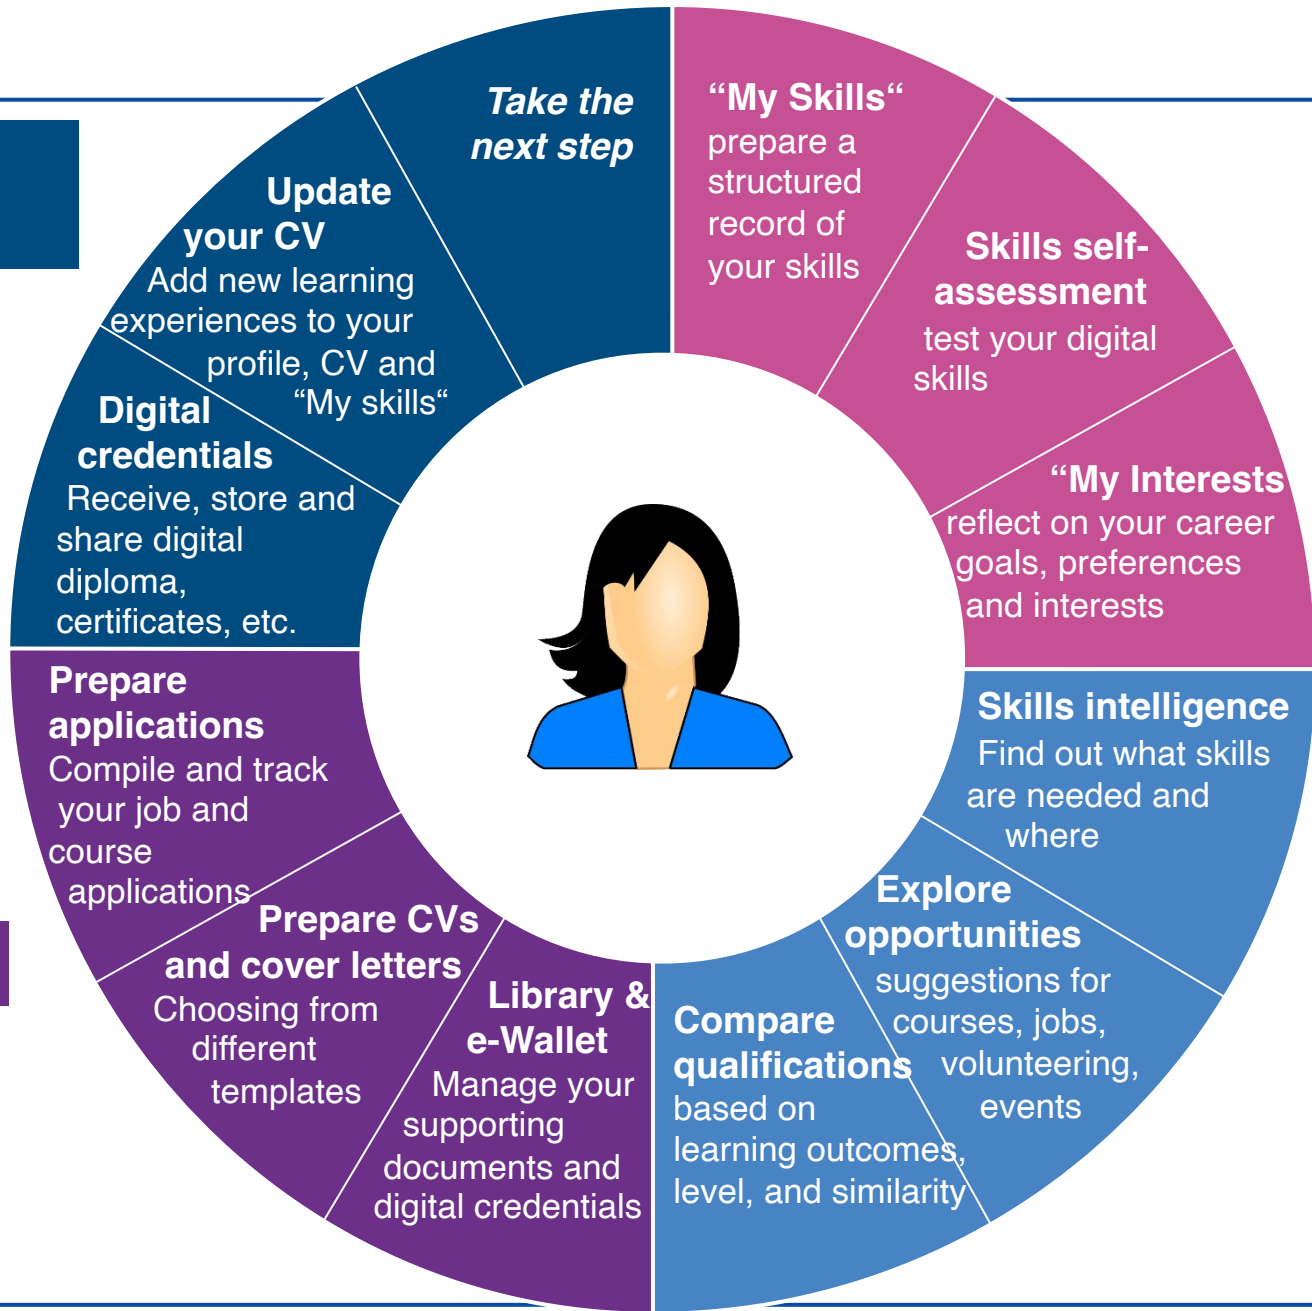 “My Skills“
prepare a
structured
record of
your skills
Skills self-
assessment
test your digital
skills
“My Interests
reflect on your career
goals, preferences
and interests
Skills intelligence
Find out what skills
are needed and
where
Explore
opportunities
suggestions for
courses, jobs,
volunteering,
events
Compare
qualifications
based on
learning outcomes,
level, and similarity
Library &
e-Wallet
Manage your
supporting
documents and
digital credentials
Prepare CVs
and cover letters
Choosing from
different
templates
Prepare
applications
Compile and track
your job and
course
applications
Digital
credentials
Receive, store and
share digital
diploma,
certificates, etc.
Update
your CV
Add new learning
experiences to your
profile, CV and
“My skills“
Take the
next step